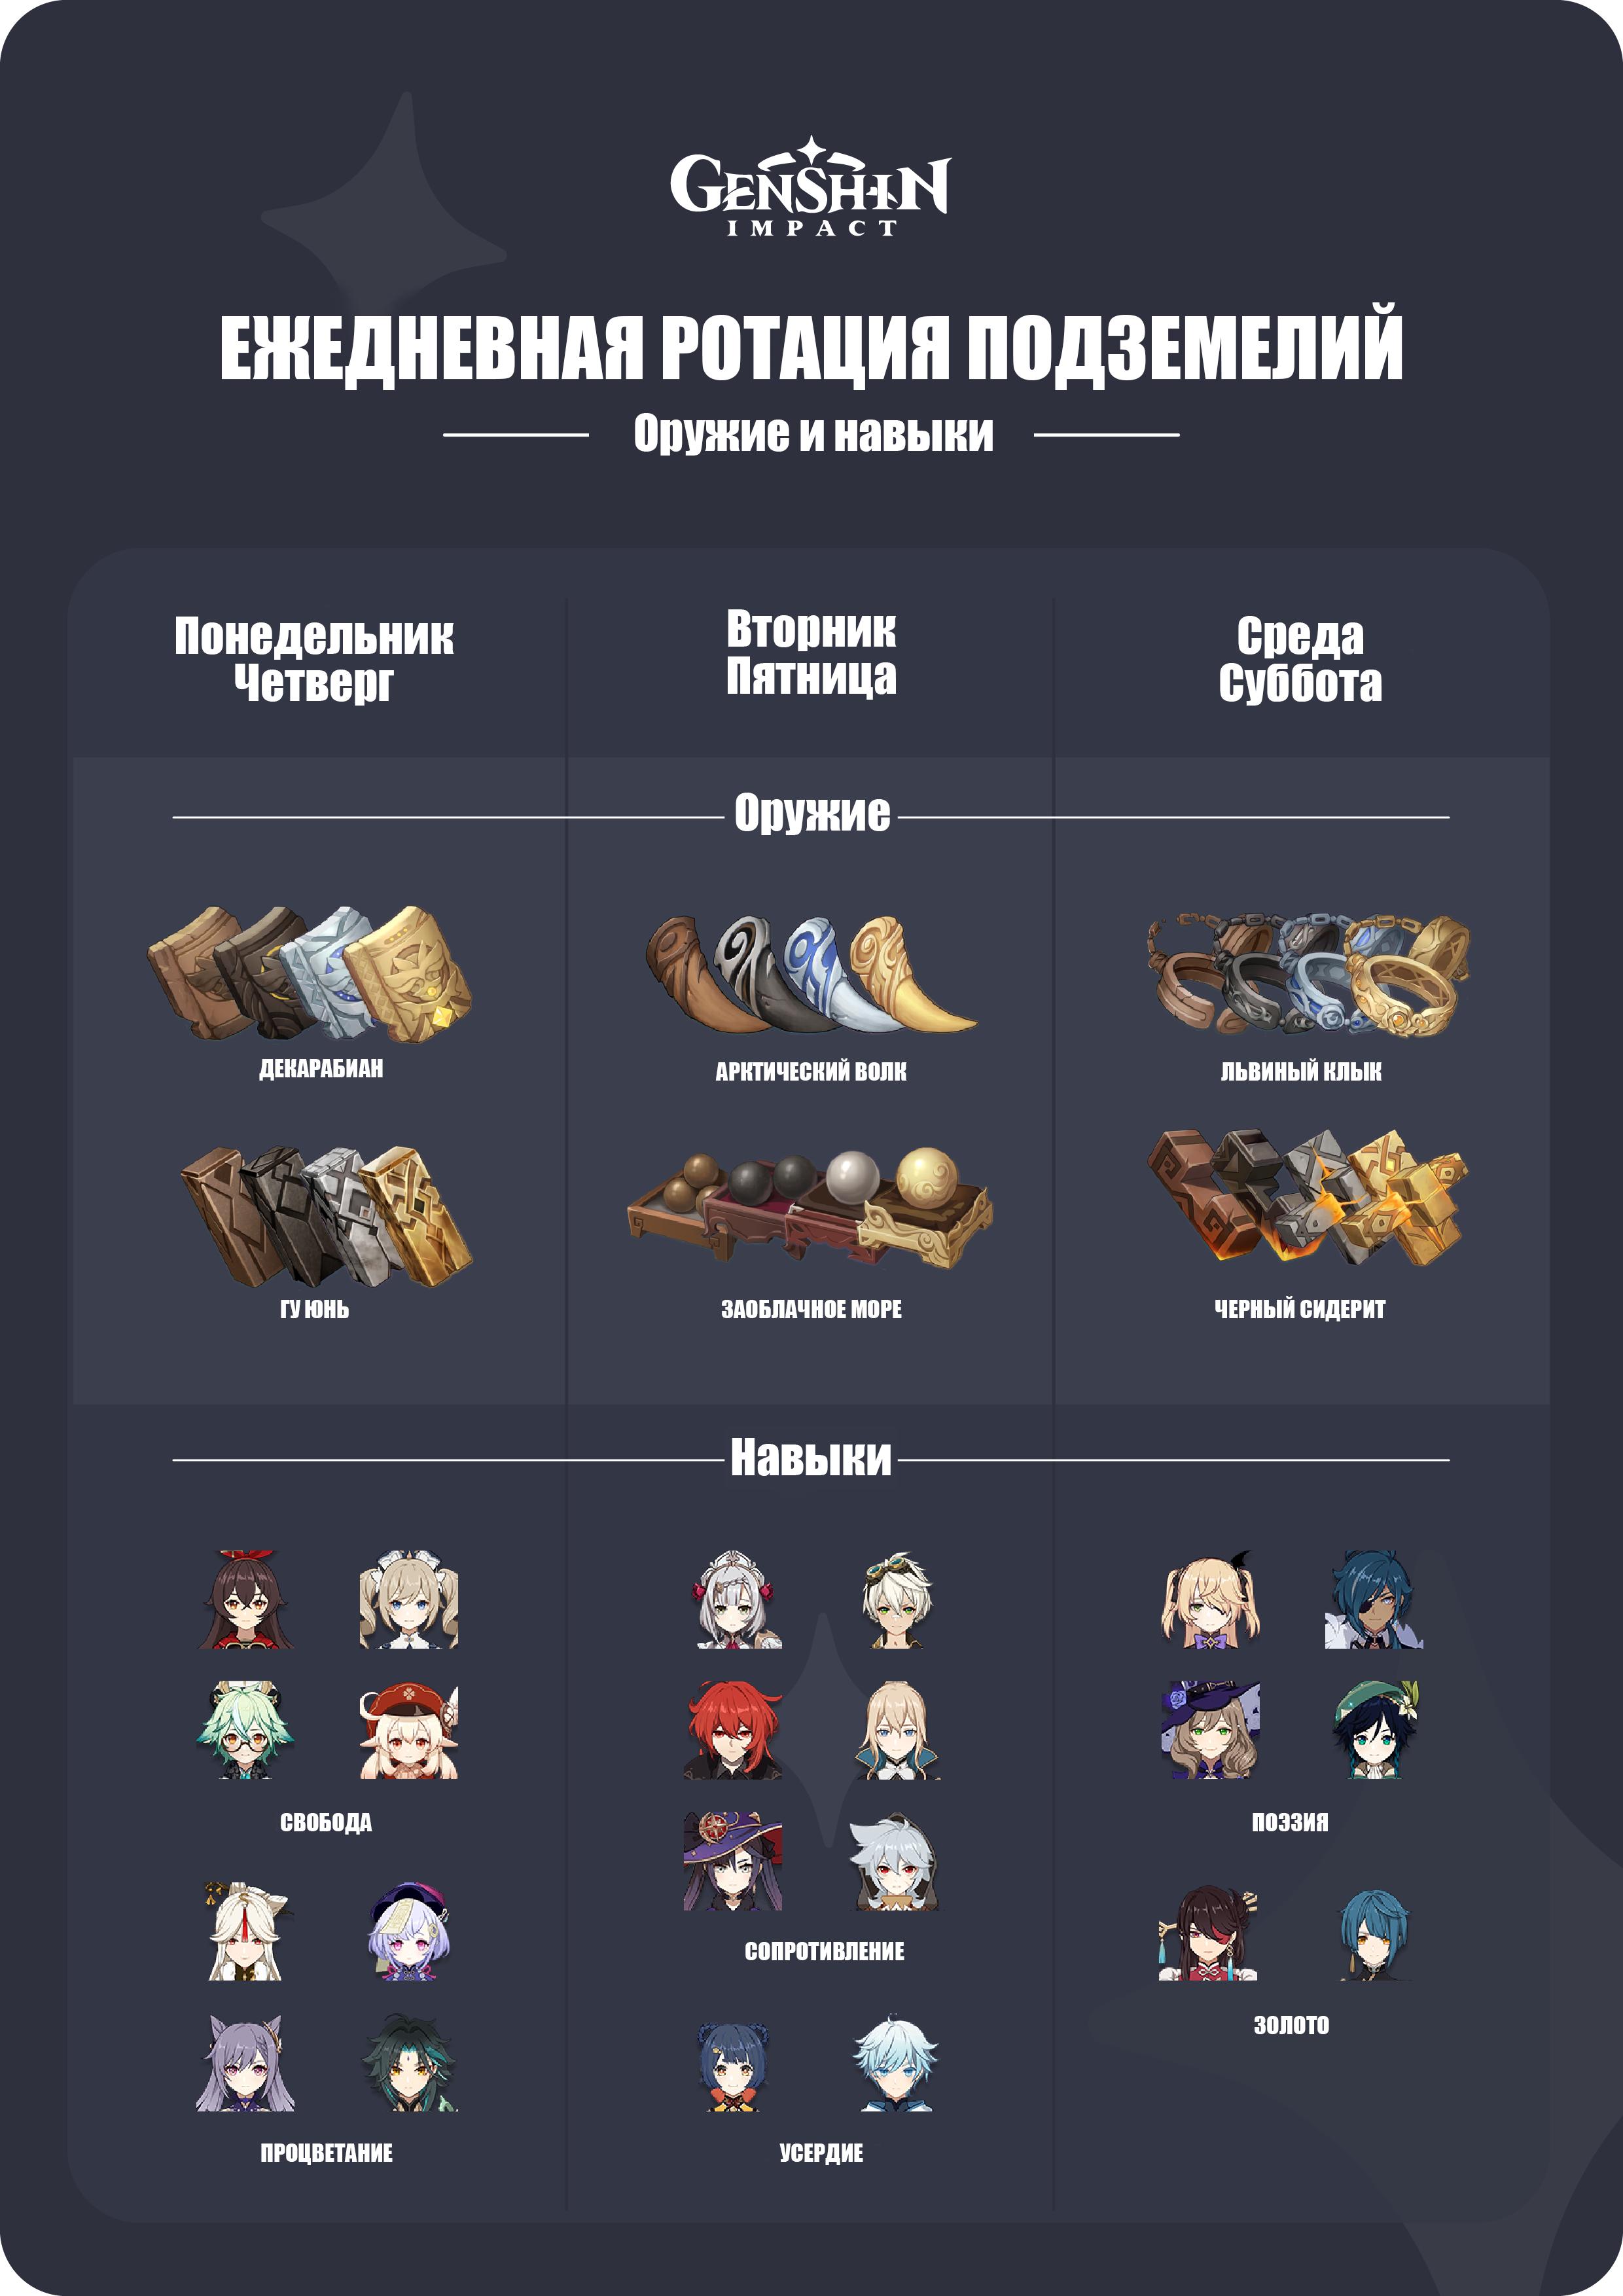 GENSHIN
IMPACT
ЕЖЕДНЕВНАЯ РОТАЦИЯ ПОДЗЕМЕЛИЙ
Оружие и навыки
Понедельник
Четверг
Вторник
Пятница
Среда
Суббота
Оружие
ДЕКАРАБИАН
АРКТИЧЕСКИЙ ВОЛК
ЛЬВИНЫЙ КЛЫК
ГУ ЮНЬ
ЗАОБЛАЧНОЕ МОРЕ
ЧЕРНЫЙ СИДЕРИТ
Навыки
СВОБОДА
СОПРОТИВЛЕНИЕ
ПОЭЗИЯ
ПРОЦВЕТАНИЕ
УСЕРДИЕ
ЗОЛОТО